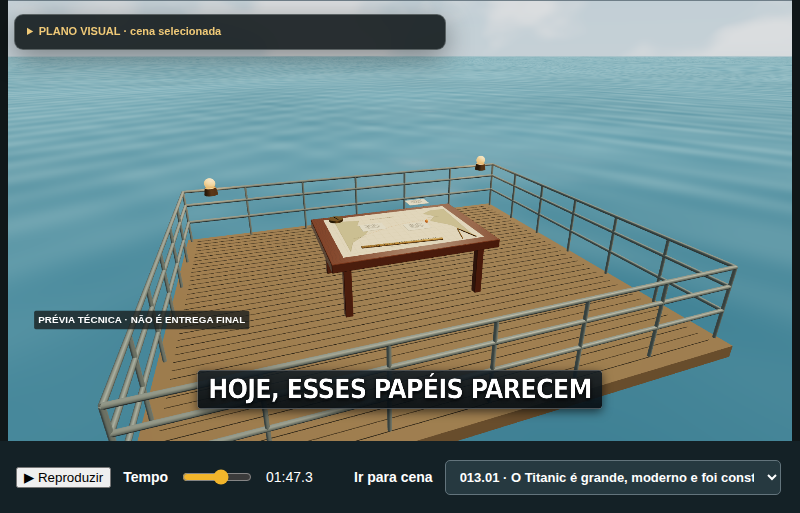 ▶ PLANO VISUAL · cena selecionada
PRÉVIA TÉCNICA · NÃO É ENTREGA FINAL
HOJE, ESSES PAPÉIS PARECEM
▶ Reproduzir Tempo 01:47.3 Ir para cena 013.01 · O Titanic é grande, moderno e foi const